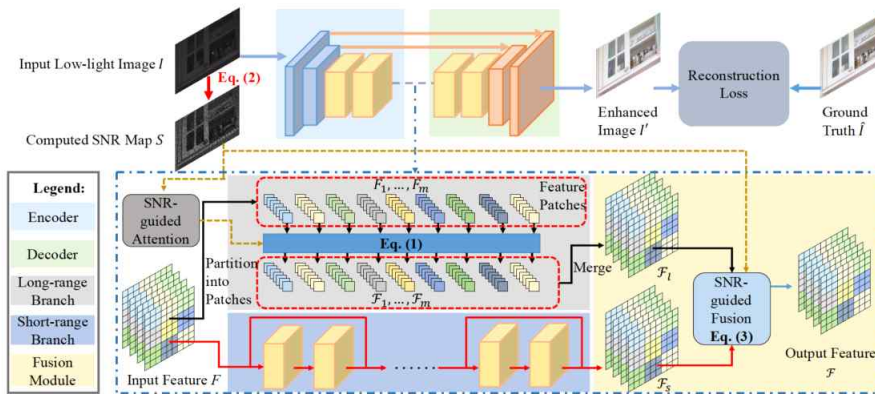 Input Low-light Image I
Eq. (2)
Computed SNR Map S
Enhanced
Image I′
Reconstruction
Loss
Ground
Truth Î
Legend:
Encoder
Decoder
Long-range
Branch
Short-range
Branch
Fusion
Module
SNR-
guided
Attention
F₁, …, Fₘ
Feature
Patches
Eq. (1)
Partition
into
Patches
ℱ₁, …, ℱₘ
Merge
Input Feature F
ℱₗ
ℱₛ
SNR-
guided
Fusion
Eq. (3)
Output Feature
ℱ